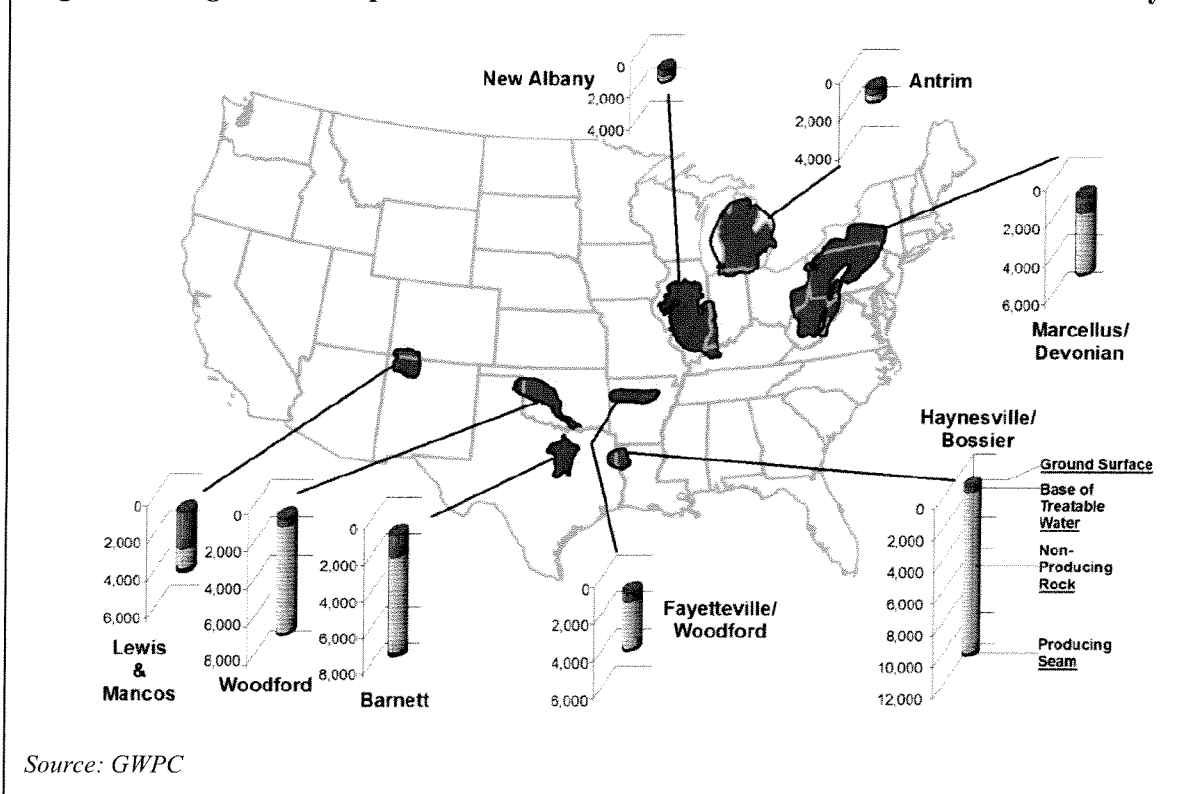 New Albany
0
2,000
4,000
Antrim
0
2,000
4,000
0
2,000
4,000
6,000
Marcellus/
Devonian
Haynesville/
Bossier
Ground Surface
Base of
Treatable
Water
Non-
Producing
Rock
Producing
Seam
0
2,000
4,000
6,000
8,000
10,000
12,000
0
2,000
4,000
6,000
Lewis
&
Mancos
0
2,000
4,000
6,000
8,000
Woodford
0
2,000
4,000
6,000
8,000
Barnett
0
2,000
4,000
6,000
Fayetteville/
Woodford
Source: GWPC